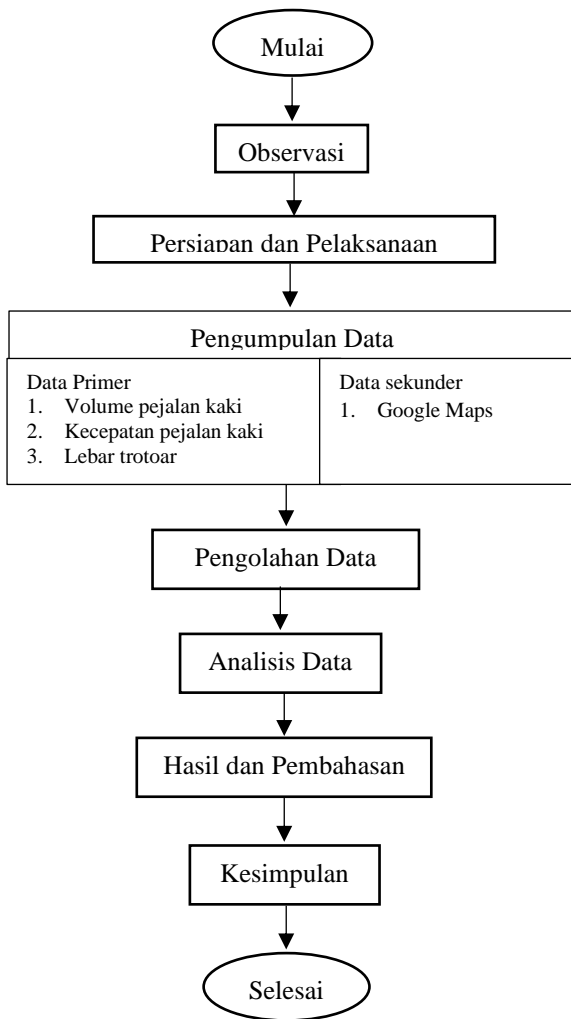 Mulai
Observasi
Persiapan dan Pelaksanaan
Pengumpulan Data
Data Primer
1. Volume pejalan kaki
2. Kecepatan pejalan kaki
3. Lebar trotoar
Data sekunder
1. Google Maps
Pengolahan Data
Analisis Data
Hasil dan Pembahasan
Kesimpulan
Selesai